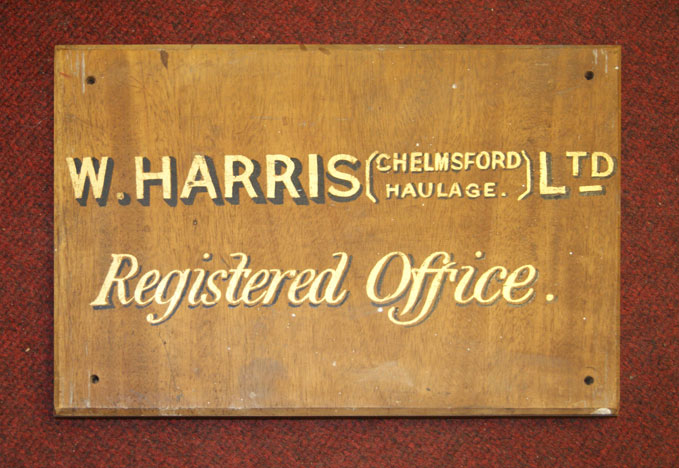 W. HARRIS (CHELMSFORD HAULAGE.) LTD
Registered Office.